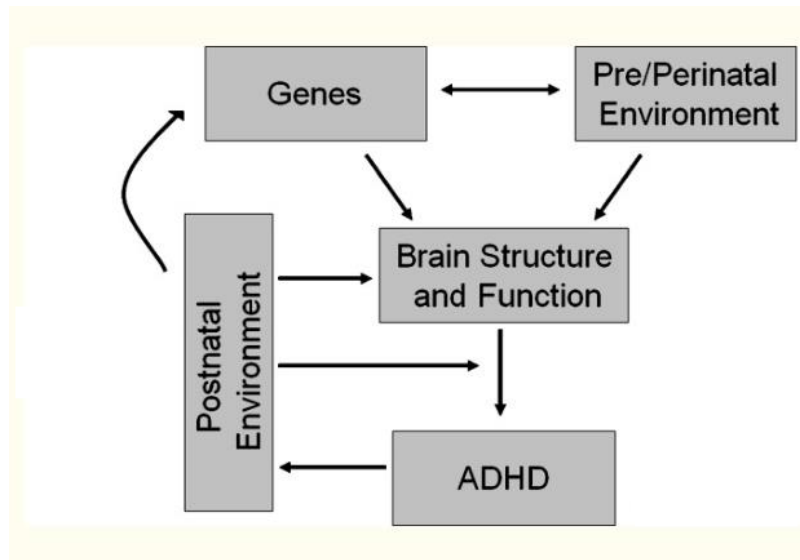 Genes
Pre/Perinatal
Environment
Brain Structure
and Function
Postnatal
Environment
ADHD